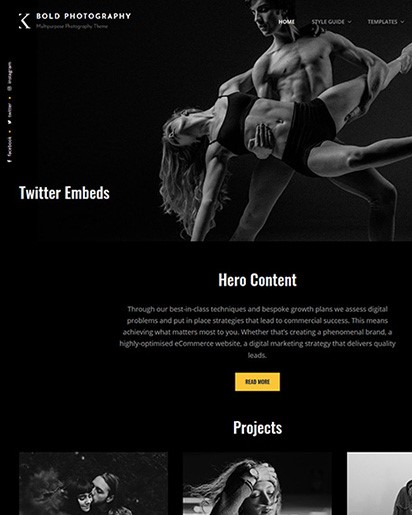 BOLD PHOTOGRAPHY
Multipurpose Photography Theme
HOME STYLE GUIDE TEMPLATES
instagram
twitter
facebook
Twitter Embeds
Hero Content
Through our best-in-class techniques and bespoke growth plans we assess digital
problems and put in place strategies that lead to commercial success. This means
achieving what matters most to you. Whether that's creating a phenomenal brand, a
highly-optimised eCommerce website, a digital marketing strategy that delivers quality
leads.
READ MORE
Projects